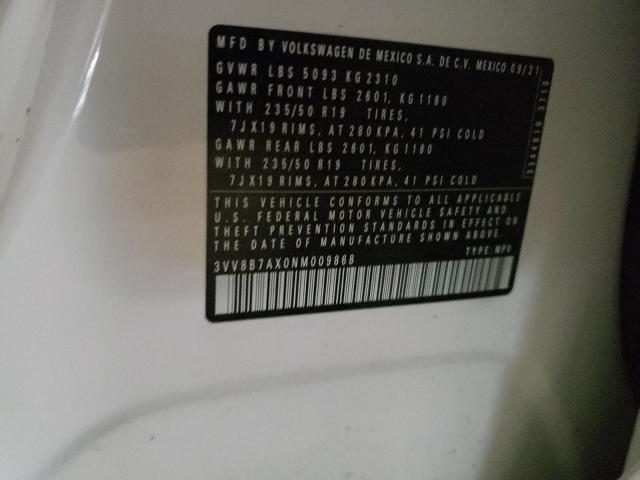 MFD BY VOLKSWAGEN DE MEXICO S.A. DE C.V. MEXICO 09/21
GVWR LBS 5093 KG 2310
GAWR FRONT LBS 2601, KG 1180
WITH 235/50 R19 TIRES,
7JX19 RIMS, AT 280 KPA, 41 PSI COLD
GAWR REAR LBS 2601, KG 1180
WITH 235/50 R19 TIRES,
7JX19 RIMS, AT 280 KPA, 41 PSI COLD
THIS VEHICLE CONFORMS TO ALL APPLICABLE
U.S. FEDERAL MOTOR VEHICLE SAFETY AND
THEFT PREVENTION STANDARDS IN EFFECT ON
THE DATE OF MANUFACTURE SHOWN ABOVE.
3VV8B7AX0NM009868 TYPE: MPV
3710